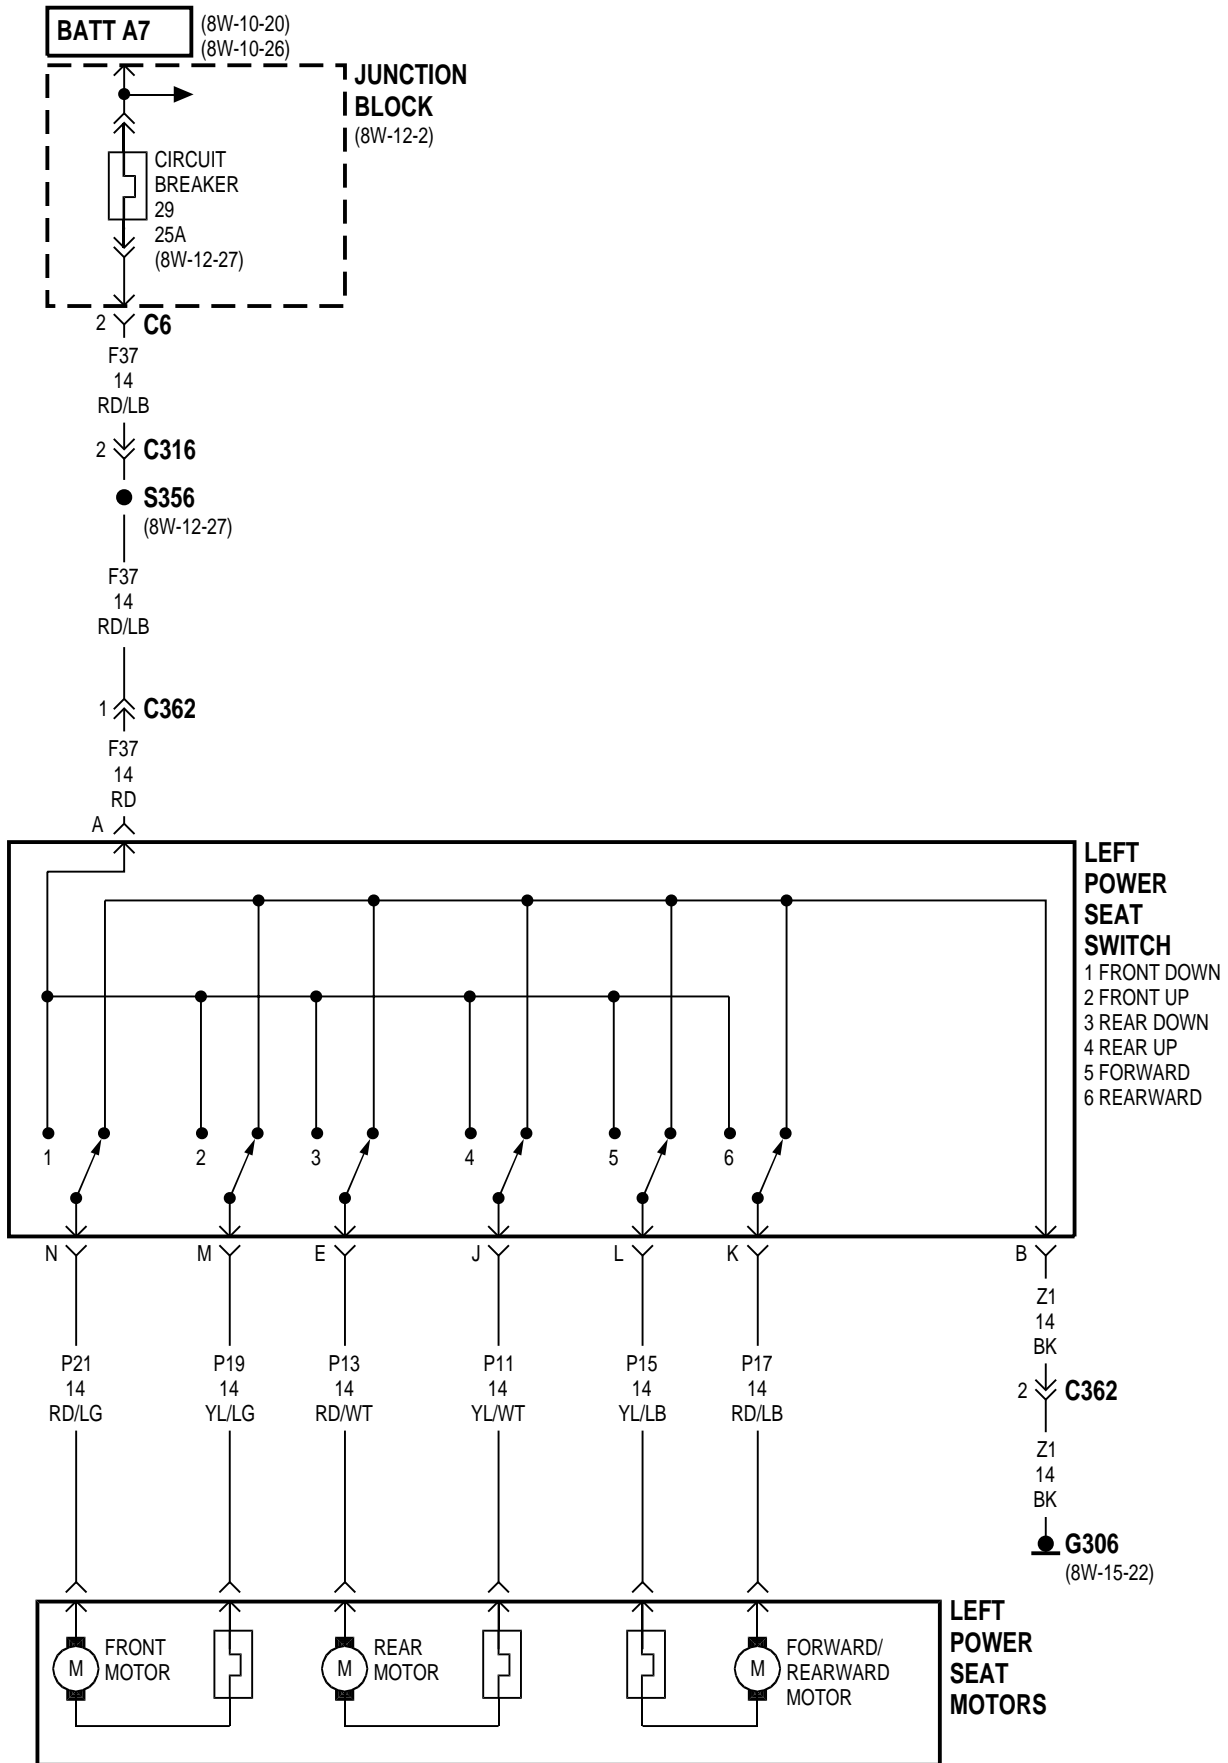 BATT A7
(8W-10-20)
(8W-10-26)
JUNCTION
BLOCK
(8W-12-2)
CIRCUIT
BREAKER
29
25A
(8W-12-27)
2
C6
F37
14
RD/LB
2
C316
S356
(8W-12-27)
F37
14
RD/LB
1
C362
F37
14
RD
A
LEFT
POWER
SEAT
SWITCH
1 FRONT DOWN
2 FRONT UP
3 REAR DOWN
4 REAR UP
5 FORWARD
6 REARWARD
1
2
3
4
5
6
N
M
E
J
L
K
B
P21
14
RD/LG
P19
14
YL/LG
P13
14
RD/WT
P11
14
YL/WT
P15
14
YL/LB
P17
14
RD/LB
Z1
14
BK
2
C362
Z1
14
BK
G306
(8W-15-22)
LEFT
POWER
SEAT
MOTORS
M
FRONT
MOTOR
M
REAR
MOTOR
M
FORWARD/
REARWARD
MOTOR